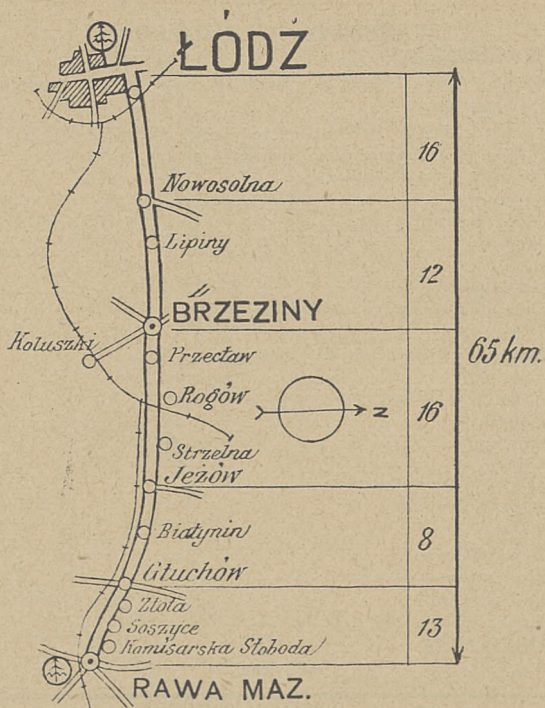 ŁÓDŹ
16
Nowosolna
Lipiny
12
BRZEZINY
Koluszki
Przecław
65 km.
Rogów
N
16
Strzelna
Jeżów
Białynin
8
Głuchów
Złota
Soszyce
13
Komisarska Słoboda
RAWA MAZ.